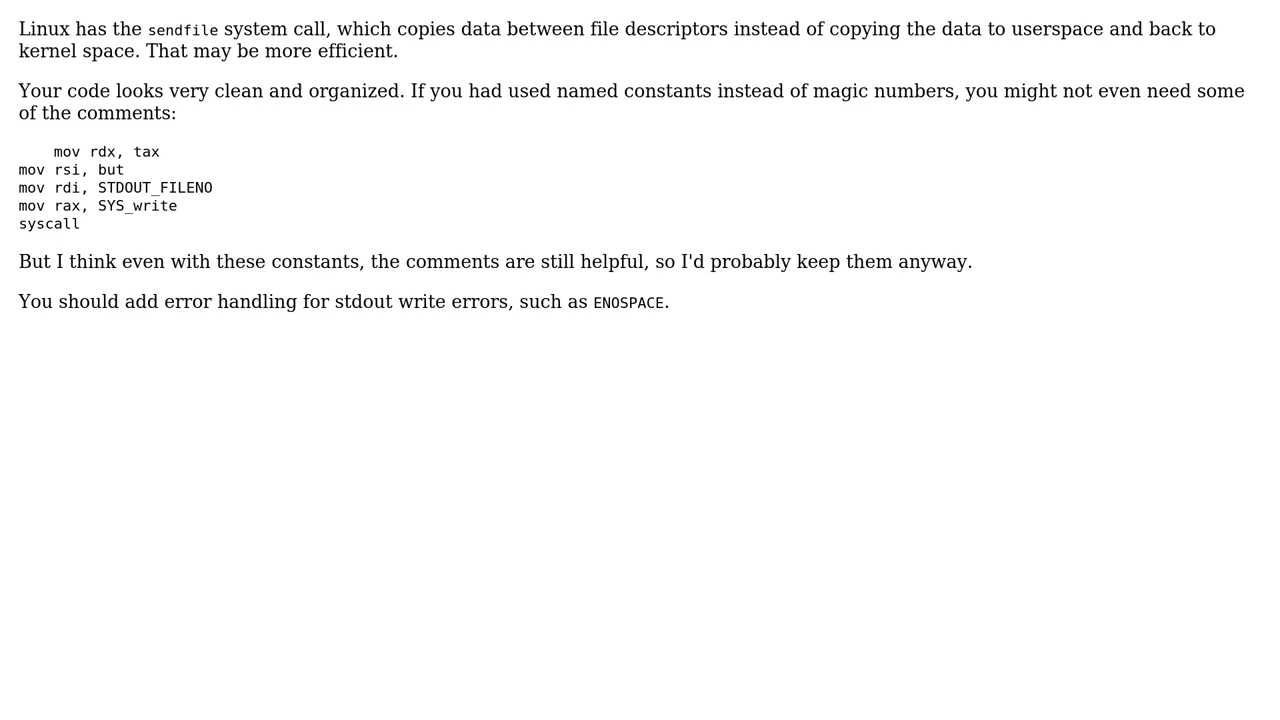 Linux has the sendfile system call, which copies data between file descriptors instead of copying the data to userspace and back to
kernel space. That may be more efficient.
Your code looks very clean and organized. If you had used named constants instead of magic numbers, you might not even need some
of the comments:
    mov rdx, tax
mov rsi, but
mov rdi, STDOUT_FILENO
mov rax, SYS_write
syscall
But I think even with these constants, the comments are still helpful, so I'd probably keep them anyway.
You should add error handling for stdout write errors, such as ENOSPACE.